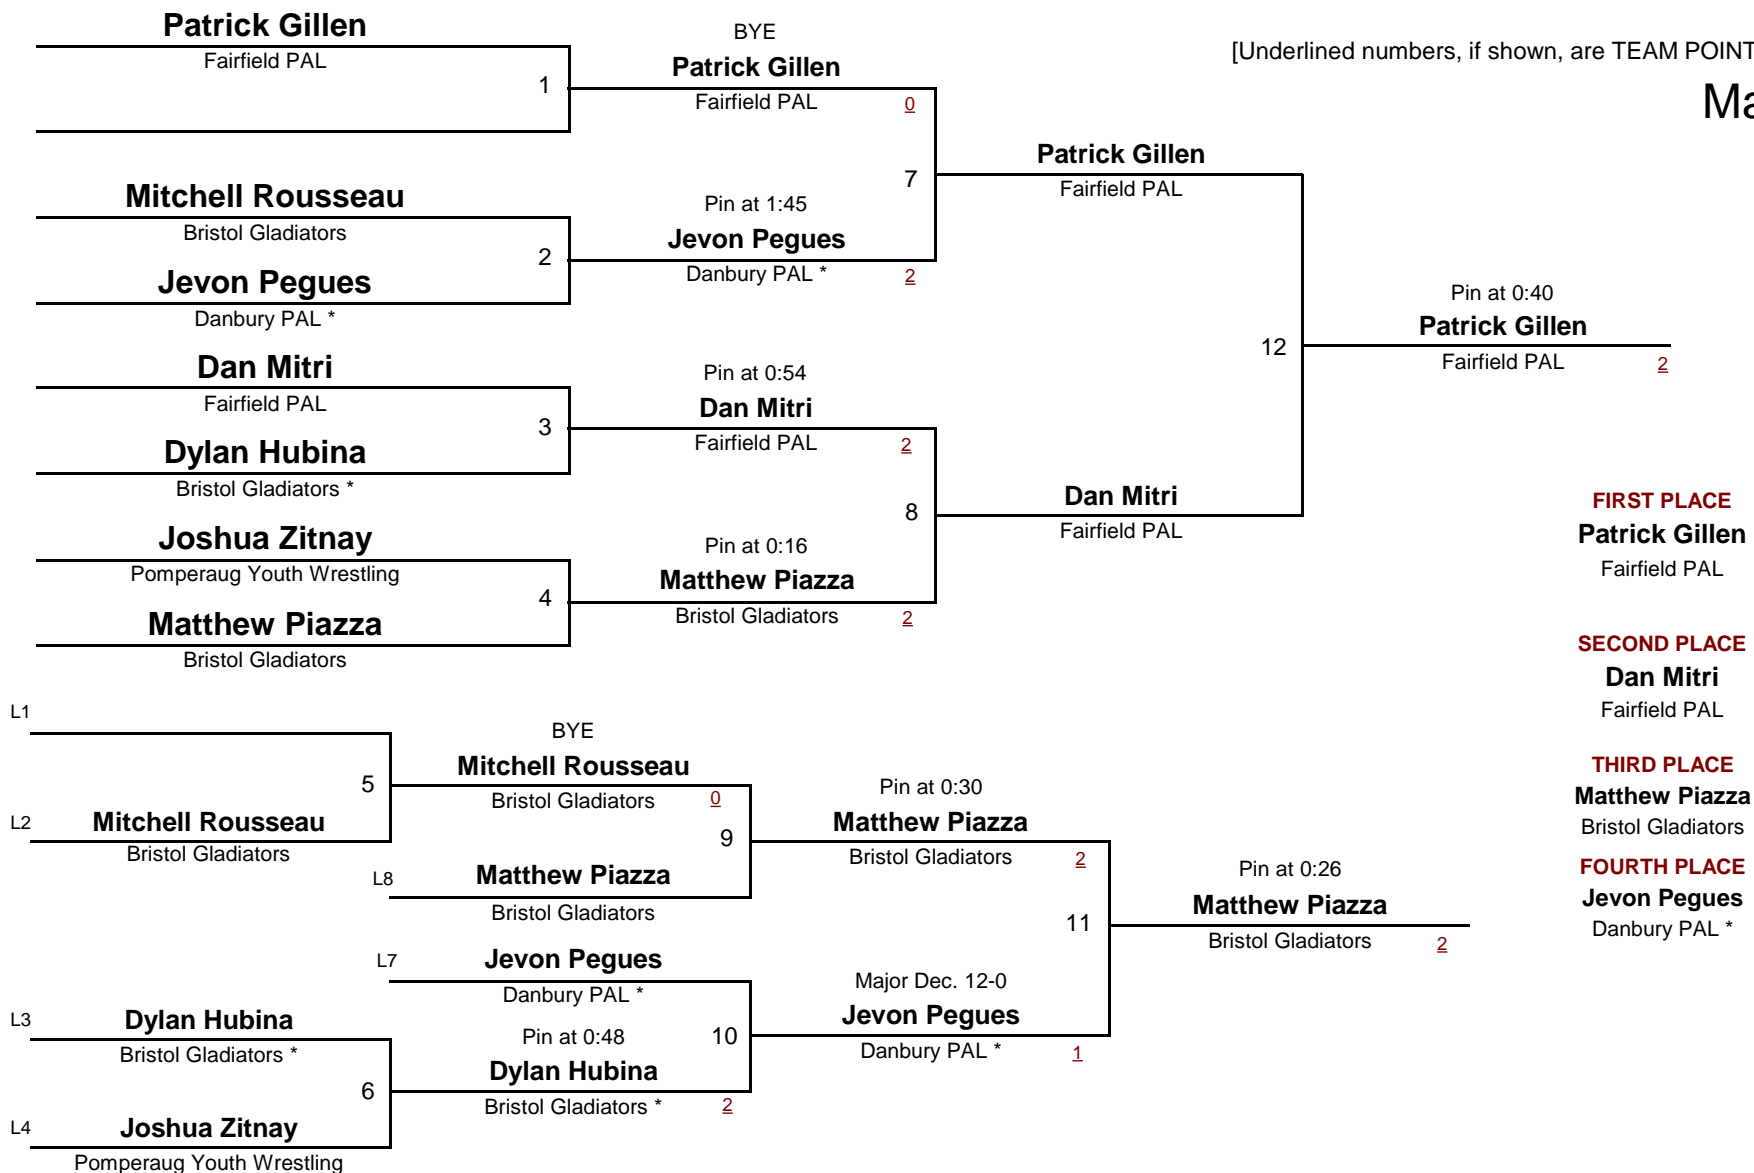 Patrick Gillen
Fairfield PAL
1
BYE
Patrick Gillen
Fairfield PAL
0
[Underlined numbers, if shown, are TEAM POINT
Ma
Mitchell Rousseau
Bristol Gladiators
2
Jevon Pegues
Danbury PAL *
Pin at 1:45
Jevon Pegues
Danbury PAL *
2
7
Patrick Gillen
Fairfield PAL
Dan Mitri
Fairfield PAL
3
Dylan Hubina
Bristol Gladiators *
Pin at 0:54
Dan Mitri
Fairfield PAL
2
Joshua Zitnay
Pomperaug Youth Wrestling
4
Matthew Piazza
Bristol Gladiators
Pin at 0:16
Matthew Piazza
Bristol Gladiators
2
8
Dan Mitri
Fairfield PAL
12
Pin at 0:40
Patrick Gillen
Fairfield PAL
2
FIRST PLACE
Patrick Gillen
Fairfield PAL
SECOND PLACE
Dan Mitri
Fairfield PAL
THIRD PLACE
Matthew Piazza
Bristol Gladiators
FOURTH PLACE
Jevon Pegues
Danbury PAL *
L1
5
L2
Mitchell Rousseau
Bristol Gladiators
BYE
Mitchell Rousseau
Bristol Gladiators
0
9
L8
Matthew Piazza
Bristol Gladiators
Pin at 0:30
Matthew Piazza
Bristol Gladiators
2
L7
Jevon Pegues
Danbury PAL *
L3
Dylan Hubina
Bristol Gladiators *
6
L4
Joshua Zitnay
Pomperaug Youth Wrestling
Pin at 0:48
Dylan Hubina
Bristol Gladiators *
2
10
Major Dec. 12-0
Jevon Pegues
Danbury PAL *
1
11
Pin at 0:26
Matthew Piazza
Bristol Gladiators
2